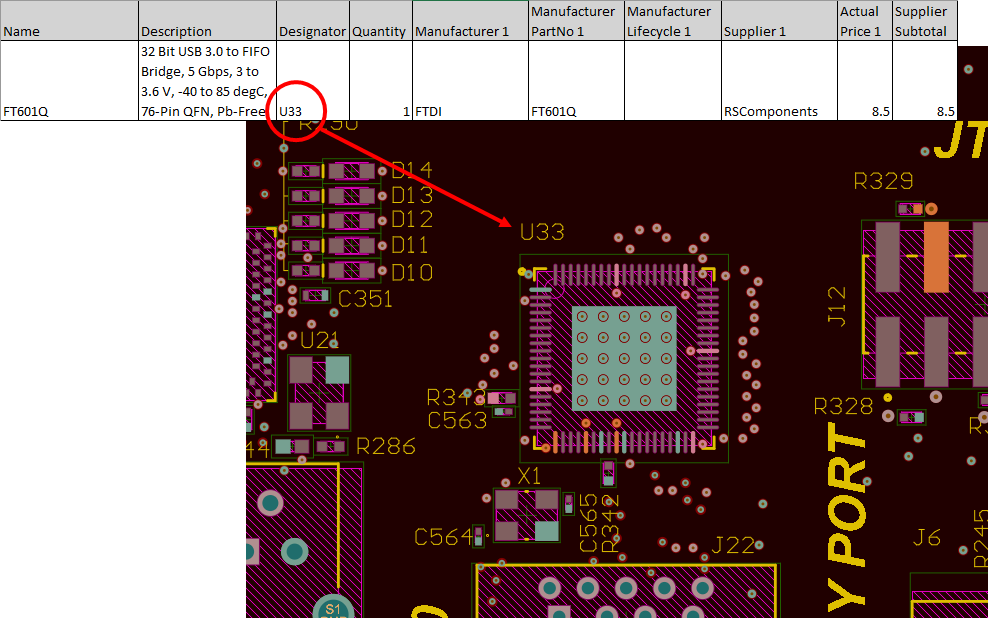 Name Description Designator Quantity Manufacturer 1 Manufacturer PartNo 1 Manufacturer Lifecycle 1 Supplier 1 Actual Price 1 Supplier Subtotal
FT601Q 32 Bit USB 3.0 to FIFO Bridge, 5 Gbps, 3 to 3.6 V, -40 to 85 degC, 76-Pin QFN, Pb-Free U33 1 FTDI FT601Q RSComponents 8.5 8.5
D14
D13
D12
D11
D10
C351
U21
R286
44
U33
R343
C563
X1
C564
C565
R342
J22
S1
R329
J12
R328
Y PORT
J6
R245